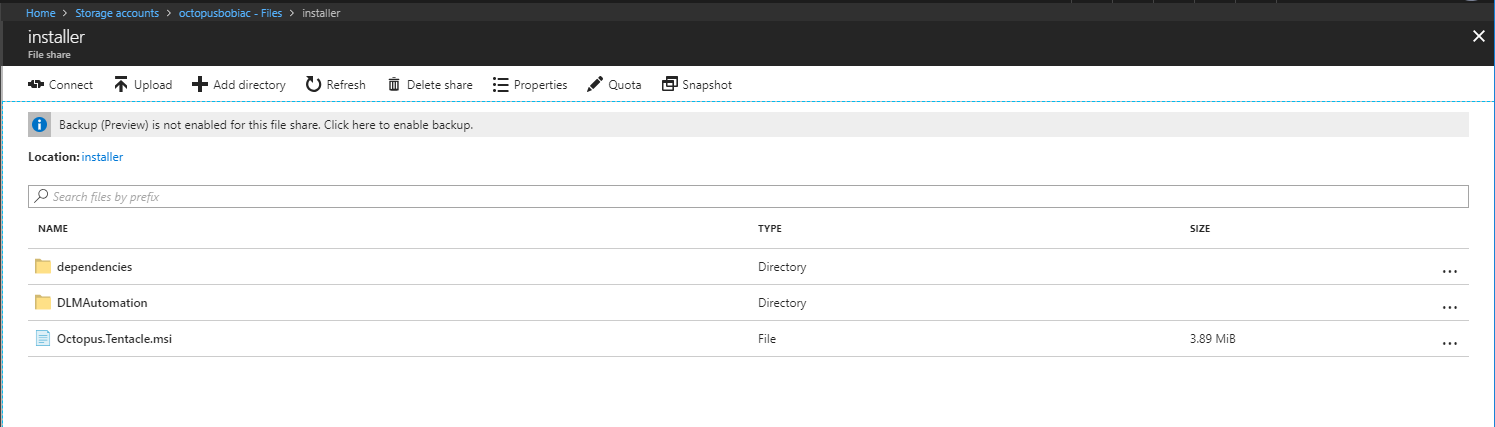 Home > Storage accounts > octopusbobiac - Files > installer
installer
File share
Connect Upload Add directory Refresh Delete share Properties Quota Snapshot
Backup (Preview) is not enabled for this file share. Click here to enable backup.
Location: installer
Search files by prefix
NAME TYPE SIZE
dependencies Directory ...
DLMAutomation Directory ...
Octopus.Tentacle.msi File 3.89 MiB ...